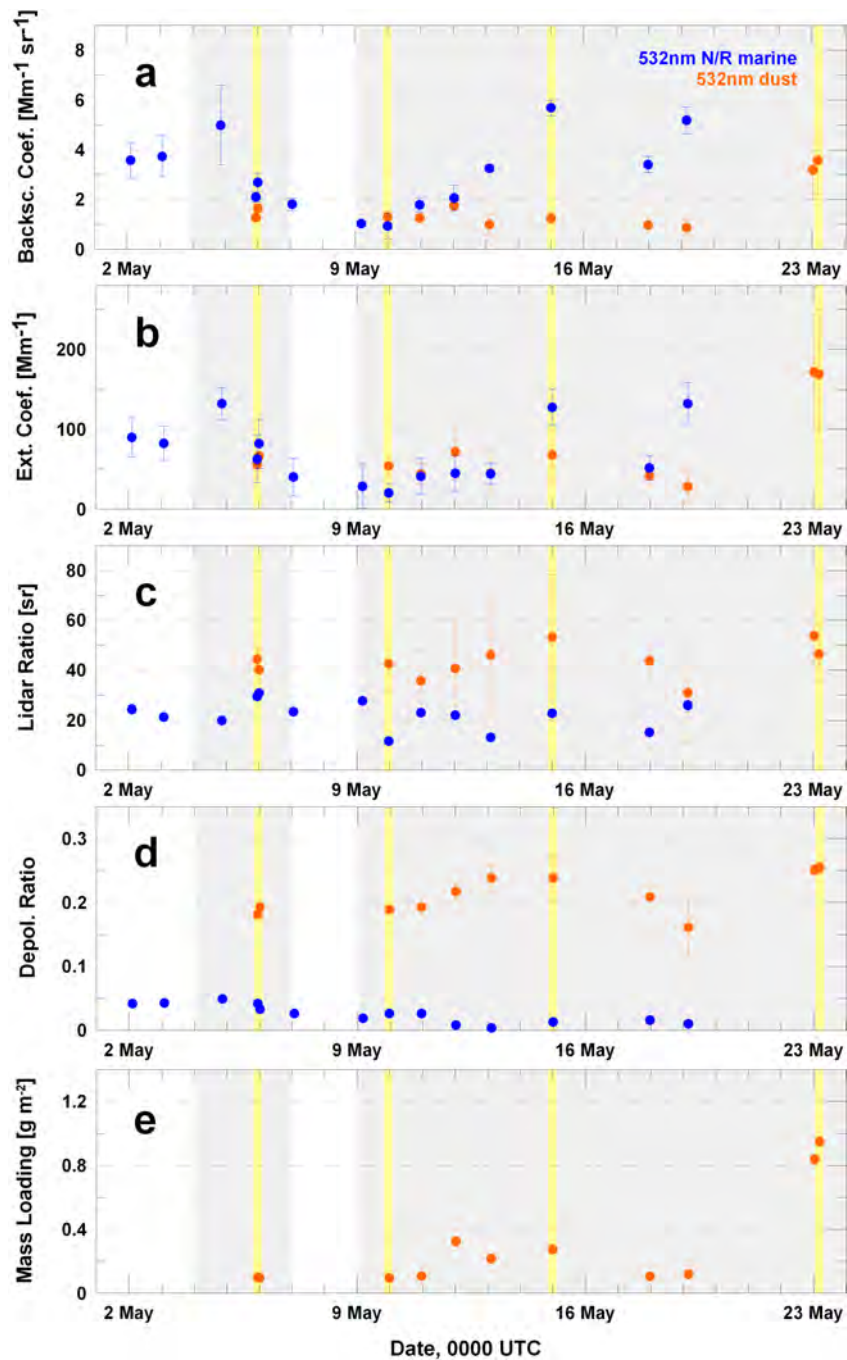 a
532nm N/R marine
532nm dust
Backsc. Coef. [Mm⁻¹ sr⁻¹]
8
6
4
2
0
2 May 9 May 16 May 23 May
b
Ext. Coef. [Mm⁻¹]
200
100
0
2 May 9 May 16 May 23 May
c
Lidar Ratio [sr]
80
60
40
20
0
2 May 9 May 16 May 23 May
d
Depol. Ratio
0.3
0.2
0.1
0
2 May 9 May 16 May 23 May
e
Mass Loading [g m⁻²]
1.2
0.8
0.4
0
2 May 9 May 16 May 23 May
Date, 0000 UTC